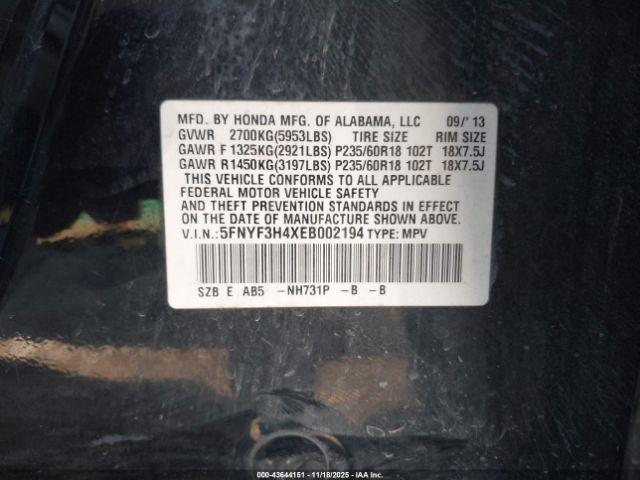 MFD. BY HONDA MFG. OF ALABAMA, LLC 09/'13
GVWR 2700KG(5953LBS) TIRE SIZE RIM SIZE
GAWR F 1325KG(2921LBS) P235/60R18 102T 18X7.5J
GAWR R 1450KG(3197LBS) P235/60R18 102T 18X7.5J
THIS VEHICLE CONFORMS TO ALL APPLICABLE
FEDERAL MOTOR VEHICLE SAFETY
AND THEFT PREVENTION STANDARDS IN EFFECT
ON THE DATE OF MANUFACTURE SHOWN ABOVE.
V.I.N.:5FNYF3H4XEB002194 TYPE: MPV
SZB E AB5 -NH731P -B -B
000-43644151 - 11/18/2025 - IAA Inc.